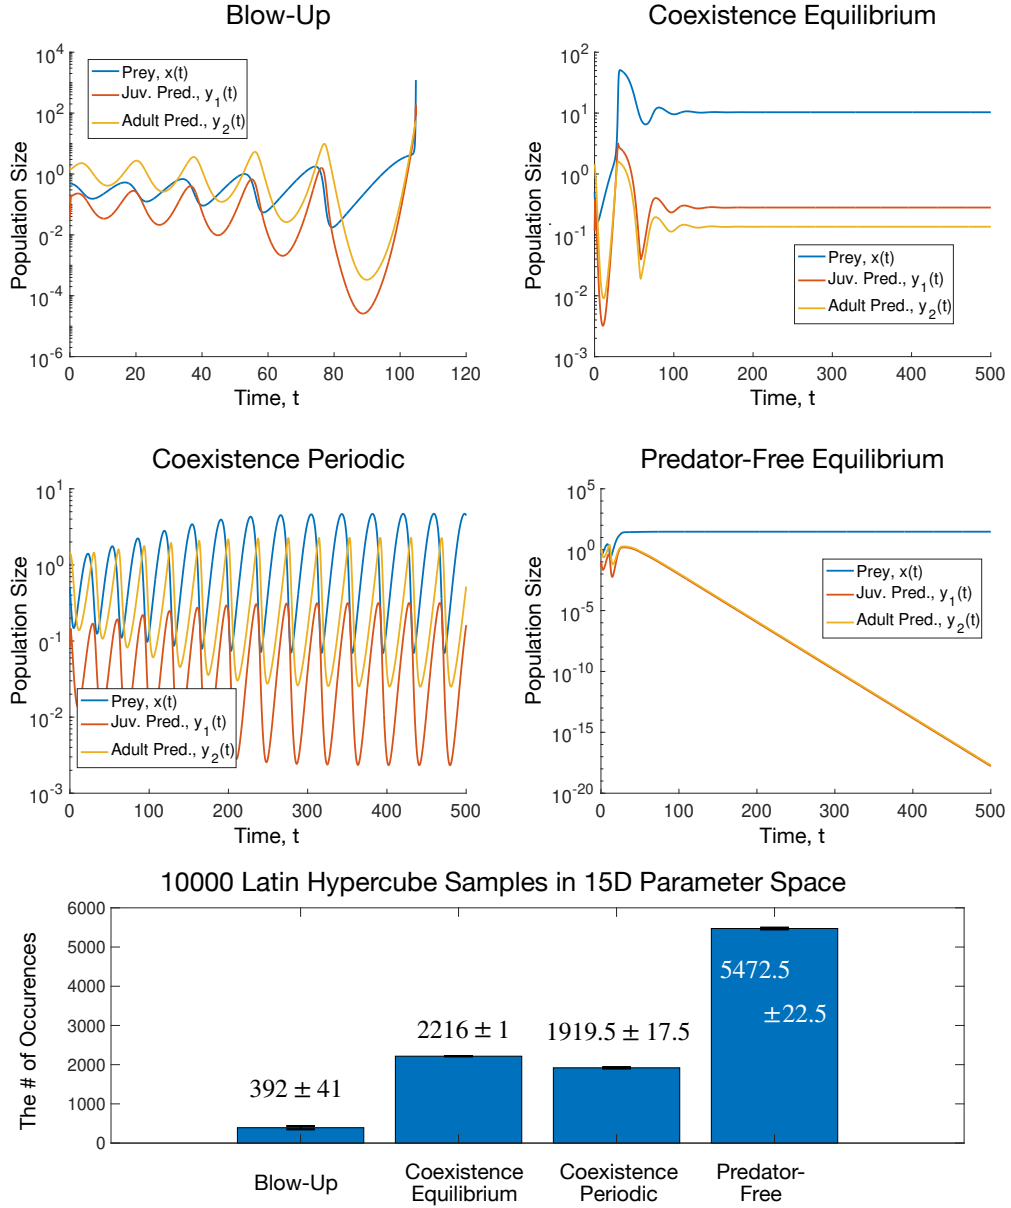 Blow-Up
10^4
10^2
10^0
10^-2
10^-4
10^-6
Population Size
Prey, x(t)
Juv. Pred., y_1(t)
Adult Pred., y_2(t)
0 20 40 60 80 100 120
Time, t
Coexistence Equilibrium
10^2
10^1
10^0
10^-1
10^-2
10^-3
Population Size
Prey, x(t)
Juv. Pred., y_1(t)
Adult Pred., y_2(t)
0 100 200 300 400 500
Time, t
Coexistence Periodic
10^1
10^0
10^-1
10^-2
10^-3
Population Size
Prey, x(t)
Juv. Pred., y_1(t)
Adult Pred., y_2(t)
0 100 200 300 400 500
Time, t
Predator-Free Equilibrium
10^5
10^0
10^-5
10^-10
10^-15
10^-20
Population Size
Prey, x(t)
Juv. Pred., y_1(t)
Adult Pred., y_2(t)
0 100 200 300 400 500
Time, t
10000 Latin Hypercube Samples in 15D Parameter Space
The # of Occurences
6000
5000
4000
3000
2000
1000
0
392 ± 41
2216 ± 1
1919.5 ± 17.5
5472.5
±22.5
Blow-Up
Coexistence
Equilibrium
Coexistence
Periodic
Predator-
Free